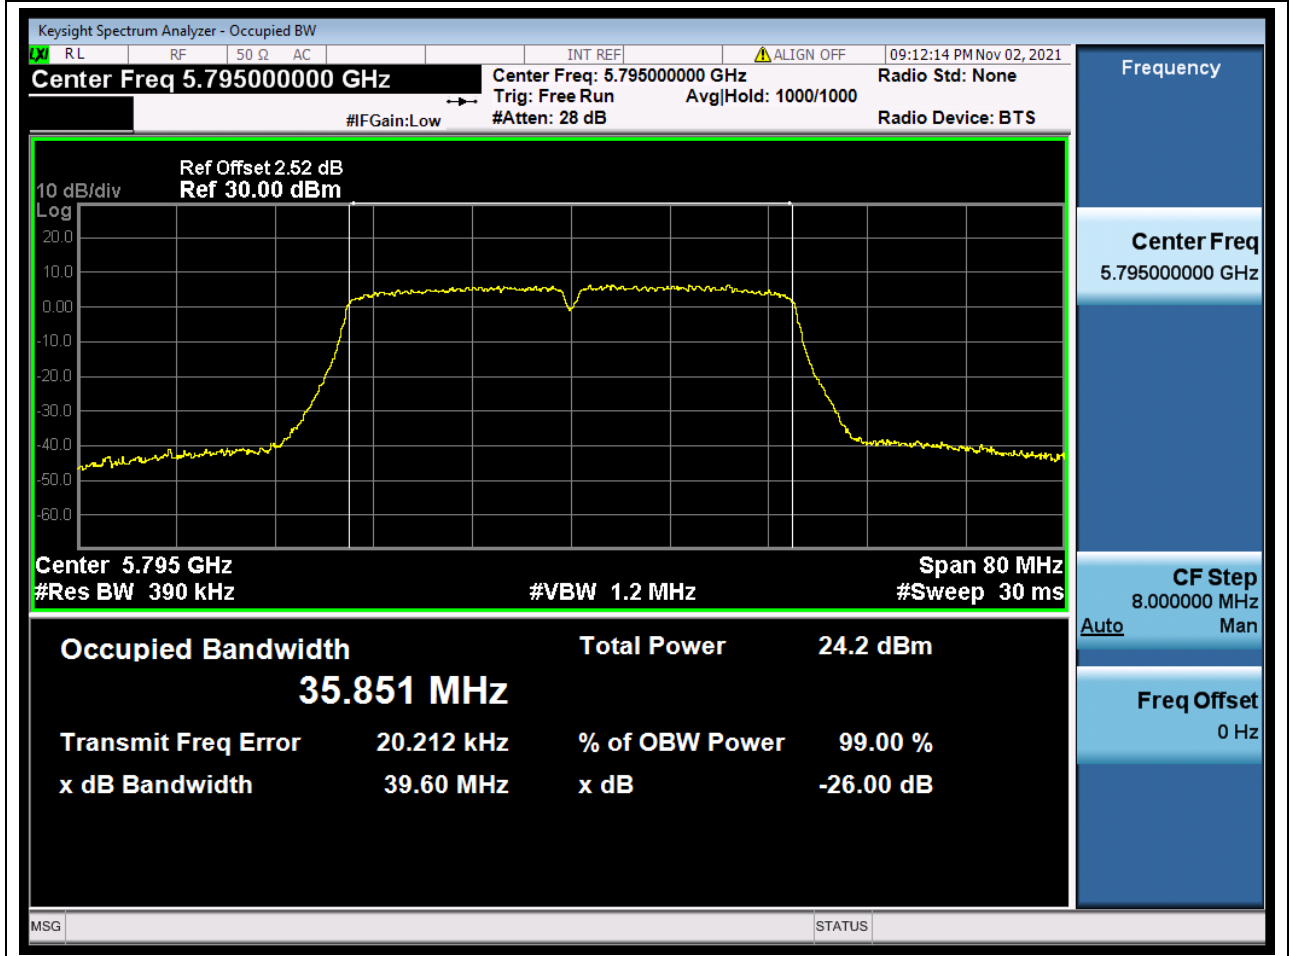 Keysight Spectrum Analyzer - Occupied BW
LXI RL RF 50 Ω AC INT REF ALIGN OFF 09:12:14 PM Nov 02, 2021
Center Freq 5.795000000 GHz
Center Freq: 5.795000000 GHz
Radio Std: None
Trig: Free Run Avg|Hold: 1000/1000
#IFGain:Low
#Atten: 28 dB
Radio Device: BTS
Ref Offset 2.52 dB
10 dB/div Ref 30.00 dBm
Log
20.0
10.0
0.00
-10.0
-20.0
-30.0
-40.0
-50.0
-60.0
Center 5.795 GHz
Span 80 MHz
#Res BW 390 kHz
#VBW 1.2 MHz
#Sweep 30 ms
Occupied Bandwidth
35.851 MHz
Total Power 24.2 dBm
Transmit Freq Error 20.212 kHz
% of OBW Power 99.00 %
x dB Bandwidth 39.60 MHz
x dB -26.00 dB
Frequency
Center Freq
5.795000000 GHz
CF Step
8.000000 MHz
Auto Man
Freq Offset
0 Hz
MSG
STATUS